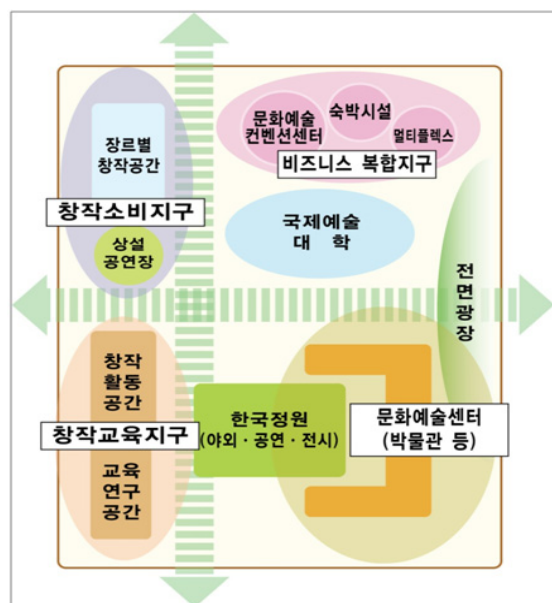 장르별
창작공간
창작소비지구
상설
공연장
문화예술
컨벤션센터
숙박시설
멀티플렉스
비즈니스 복합지구
국제예술
대 학
전
면
광
장
창작
활동
공간
창작교육지구
교육
연구
공간
한국정원
(야외·공연·전시)
문화예술센터
(박물관 등)